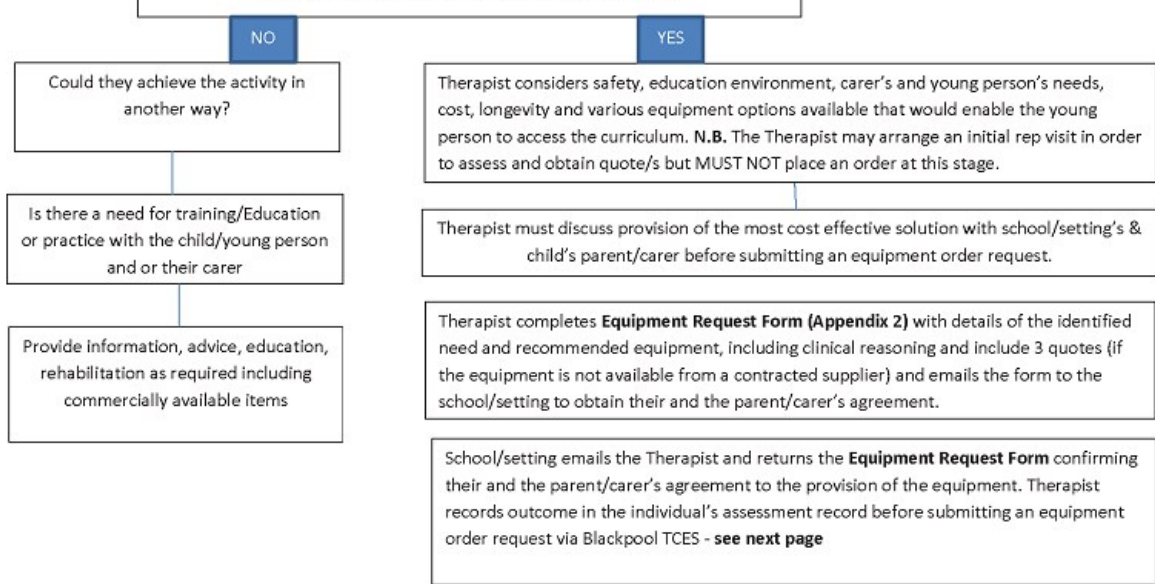 NO
Could they achieve the activity in
another way?
Is there a need for training/Education
or practice with the child/young person
and or their carer
Provide information, advice, education,
rehabilitation as required including
commercially available items
YES
Therapist considers safety, education environment, carer's and young person's needs,
cost, longevity and various equipment options available that would enable the young
person to access the curriculum. N.B. The Therapist may arrange an initial rep visit in order
to assess and obtain quote/s but MUST NOT place an order at this stage.
Therapist must discuss provision of the most cost effective solution with school/setting's &
child's parent/carer before submitting an equipment order request.
Therapist completes Equipment Request Form (Appendix 2) with details of the identified
need and recommended equipment, including clinical reasoning and include 3 quotes (if
the equipment is not available from a contracted supplier) and emails the form to the
school/setting to obtain their and the parent/carer's agreement.
School/setting emails the Therapist and returns the Equipment Request Form confirming
their and the parent/carer's agreement to the provision of the equipment. Therapist
records outcome in the individual's assessment record before submitting an equipment
order request via Blackpool TCES - see next page